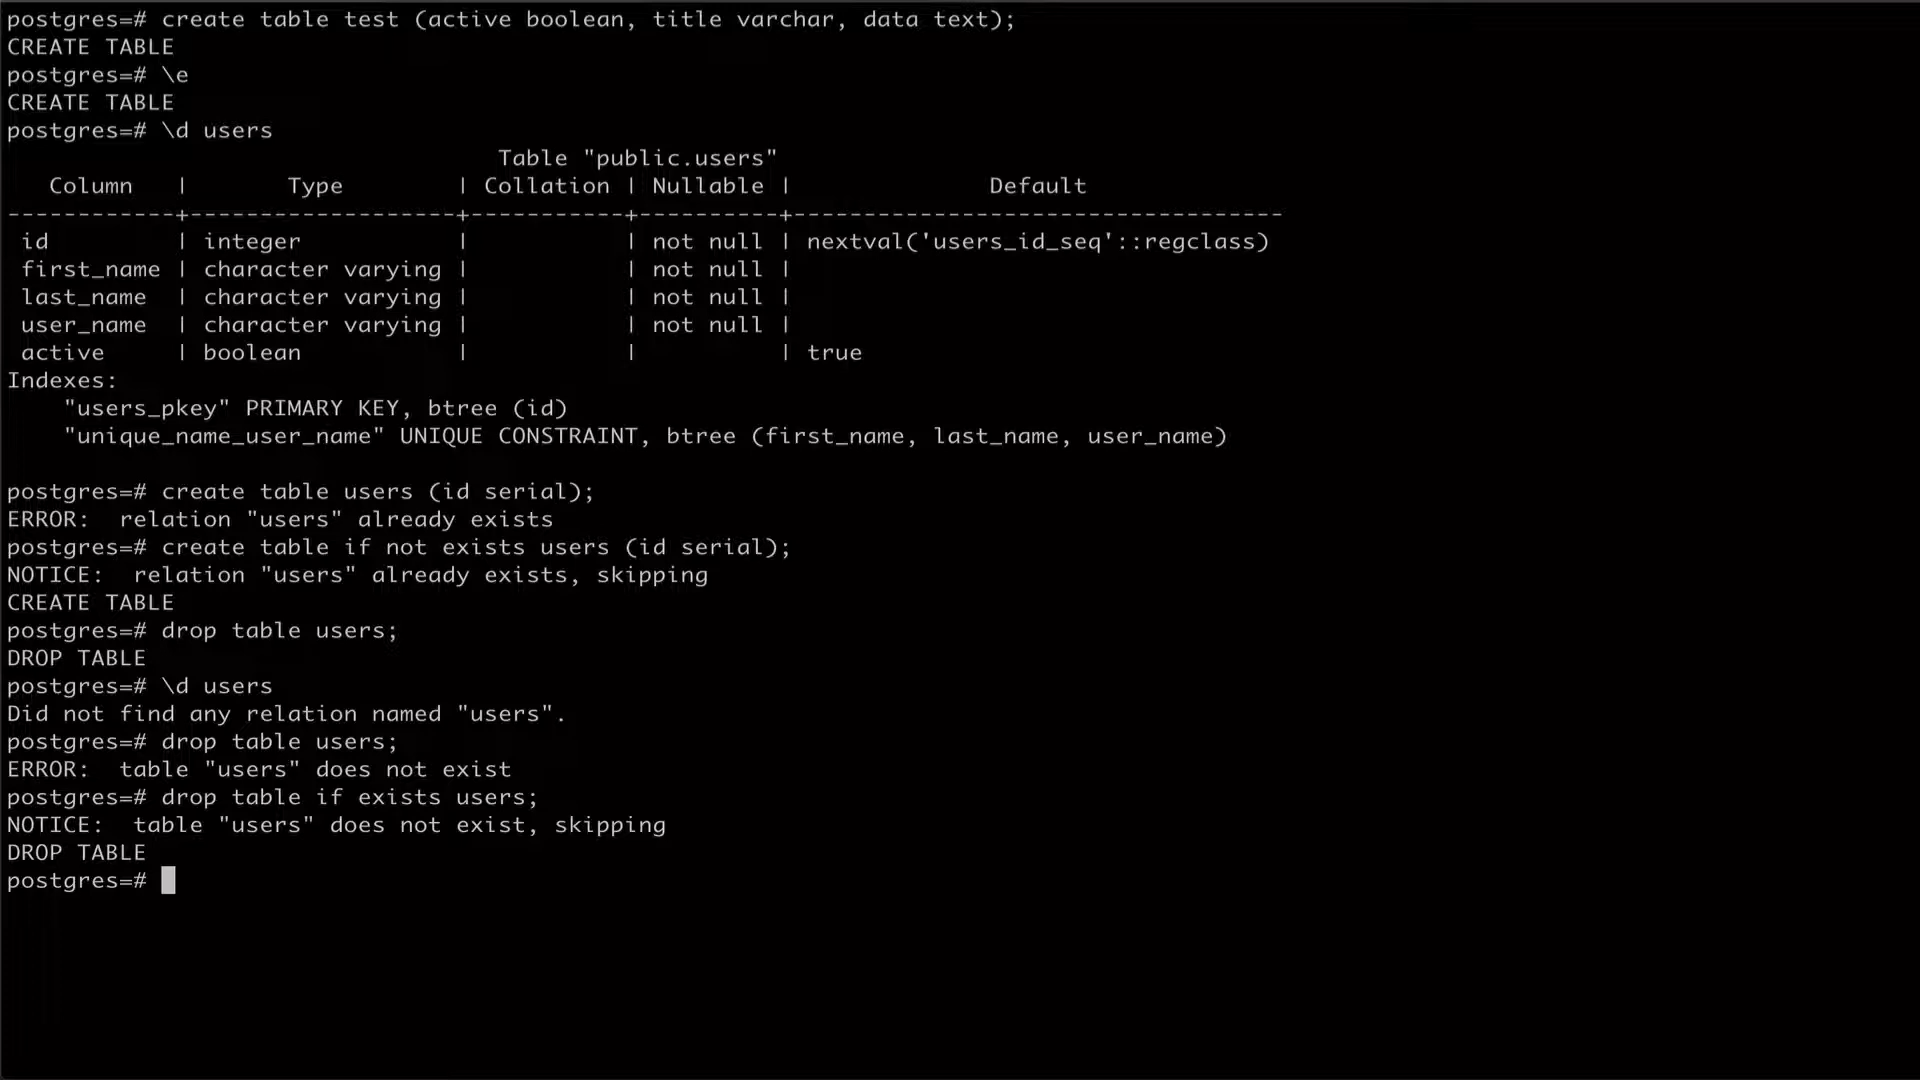 postgres=# create table test (active boolean, title varchar, data text);
CREATE TABLE
postgres=# \e
CREATE TABLE
postgres=# \d users
                                   Table "public.users"
   Column   |       Type        | Collation | Nullable |              Default
------------+-------------------+-----------+----------+-----------------------------------
 id         | integer           |           | not null | nextval('users_id_seq'::regclass)
 first_name | character varying |           | not null |
 last_name  | character varying |           | not null |
 user_name  | character varying |           | not null |
 active     | boolean           |           |          | true
Indexes:
    "users_pkey" PRIMARY KEY, btree (id)
    "unique_name_user_name" UNIQUE CONSTRAINT, btree (first_name, last_name, user_name)

postgres=# create table users (id serial);
ERROR:  relation "users" already exists
postgres=# create table if not exists users (id serial);
NOTICE:  relation "users" already exists, skipping
CREATE TABLE
postgres=# drop table users;
DROP TABLE
postgres=# \d users
Did not find any relation named "users".
postgres=# drop table users;
ERROR:  table "users" does not exist
postgres=# drop table if exists users;
NOTICE:  table "users" does not exist, skipping
DROP TABLE
postgres=#